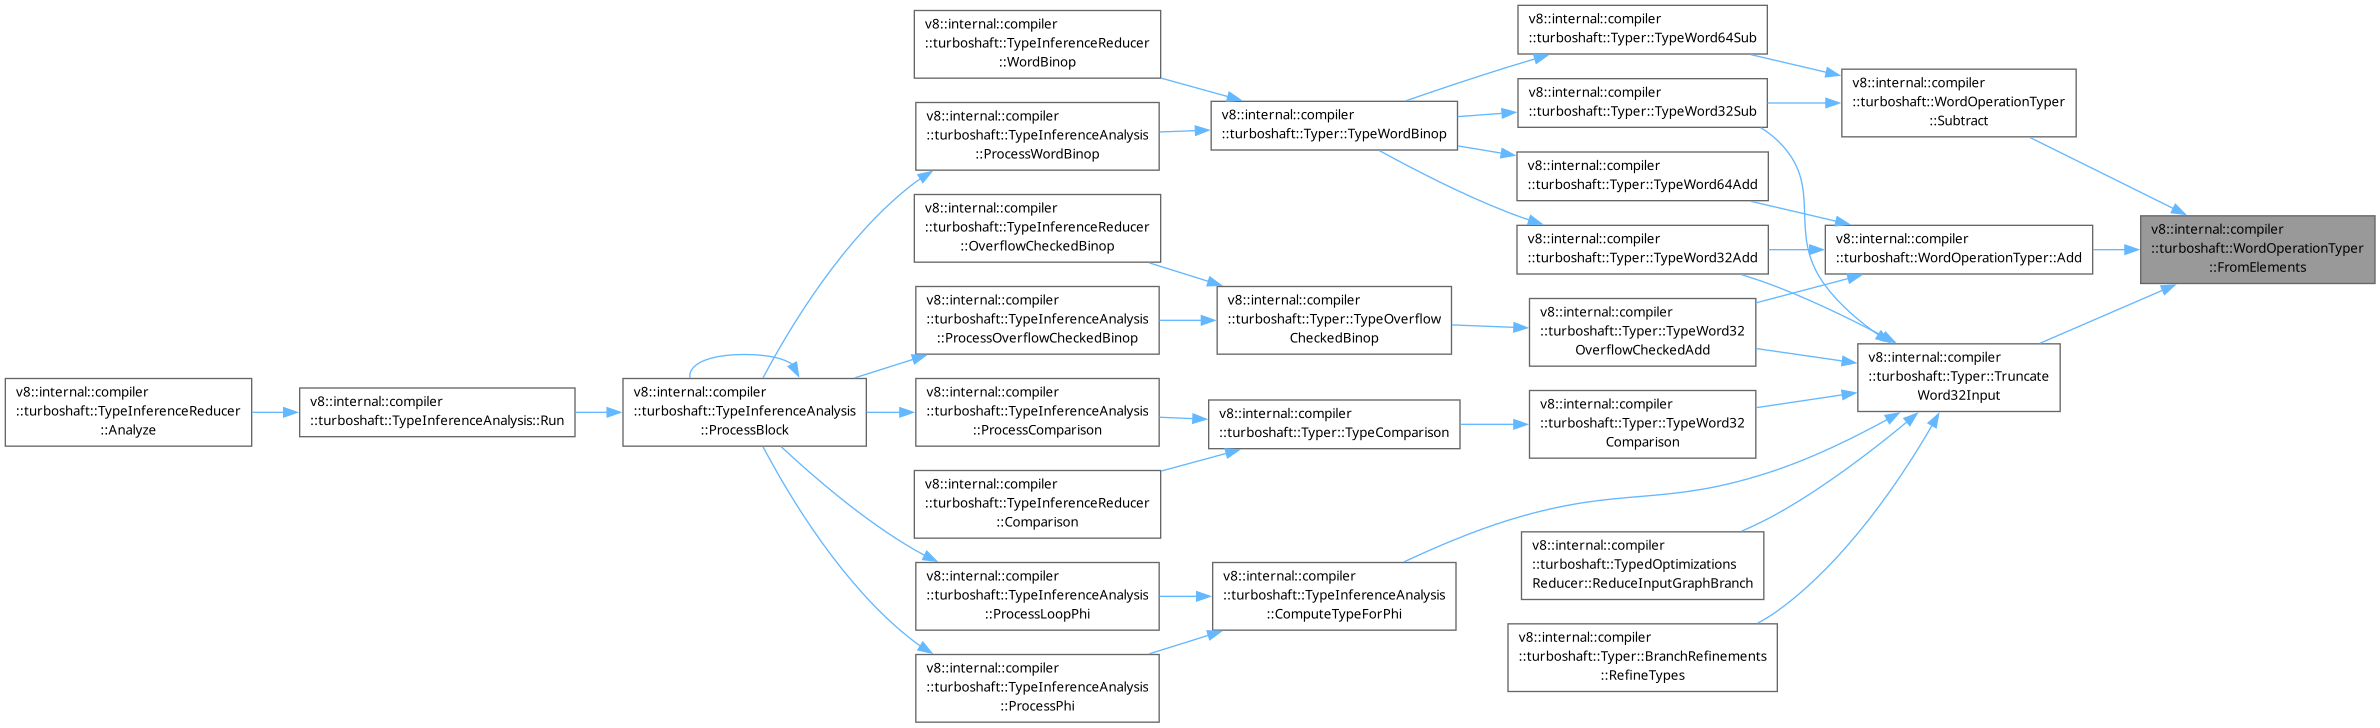 v8::internal::compiler
::turboshaft::TypeInferenceReducer
::Analyze
v8::internal::compiler
::turboshaft::TypeInferenceAnalysis::Run
v8::internal::compiler
::turboshaft::TypeInferenceAnalysis
::ProcessBlock
v8::internal::compiler
::turboshaft::TypeInferenceReducer
::WordBinop
v8::internal::compiler
::turboshaft::TypeInferenceAnalysis
::ProcessWordBinop
v8::internal::compiler
::turboshaft::TypeInferenceReducer
::OverflowCheckedBinop
v8::internal::compiler
::turboshaft::TypeInferenceAnalysis
::ProcessOverflowCheckedBinop
v8::internal::compiler
::turboshaft::TypeInferenceAnalysis
::ProcessComparison
v8::internal::compiler
::turboshaft::TypeInferenceReducer
::Comparison
v8::internal::compiler
::turboshaft::TypeInferenceAnalysis
::ProcessLoopPhi
v8::internal::compiler
::turboshaft::TypeInferenceAnalysis
::ProcessPhi
v8::internal::compiler
::turboshaft::Typer::TypeWordBinop
v8::internal::compiler
::turboshaft::Typer::TypeOverflow
CheckedBinop
v8::internal::compiler
::turboshaft::Typer::TypeComparison
v8::internal::compiler
::turboshaft::TypeInferenceAnalysis
::ComputeTypeForPhi
v8::internal::compiler
::turboshaft::Typer::TypeWord64Sub
v8::internal::compiler
::turboshaft::Typer::TypeWord32Sub
v8::internal::compiler
::turboshaft::Typer::TypeWord64Add
v8::internal::compiler
::turboshaft::Typer::TypeWord32Add
v8::internal::compiler
::turboshaft::Typer::TypeWord32
OverflowCheckedAdd
v8::internal::compiler
::turboshaft::Typer::TypeWord32
Comparison
v8::internal::compiler
::turboshaft::TypedOptimizations
Reducer::ReduceInputGraphBranch
v8::internal::compiler
::turboshaft::Typer::BranchRefinements
::RefineTypes
v8::internal::compiler
::turboshaft::WordOperationTyper
::Subtract
v8::internal::compiler
::turboshaft::WordOperationTyper::Add
v8::internal::compiler
::turboshaft::Typer::Truncate
Word32Input
v8::internal::compiler
::turboshaft::WordOperationTyper
::FromElements